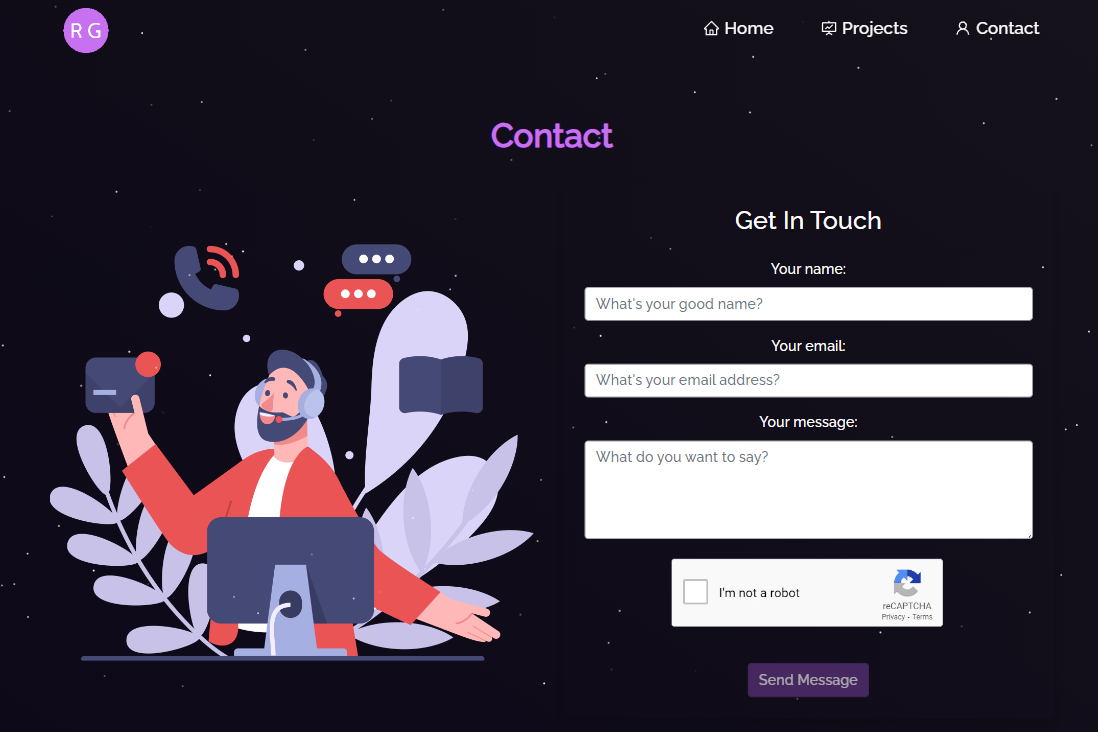 RG
Home
Projects
Contact
Contact
Get In Touch
Your name:
What's your good name?
Your email:
What's your email address?
Your message:
What do you want to say?
I'm not a robot
reCAPTCHA
Privacy - Terms
Send Message